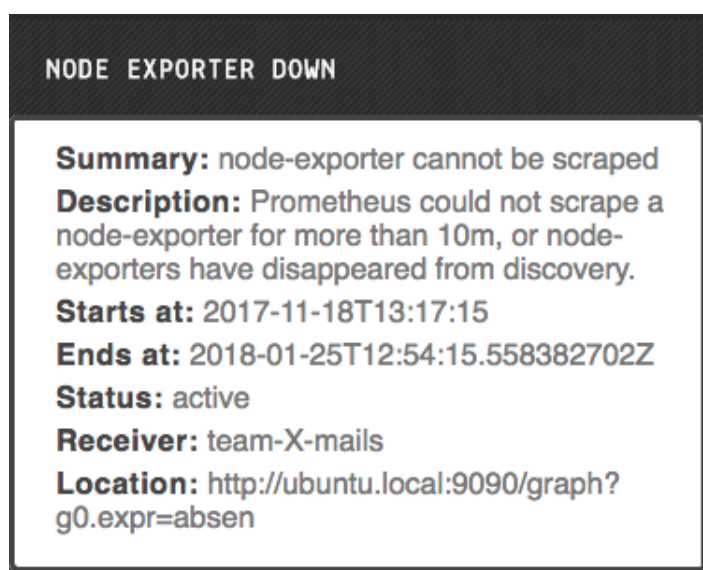 NODE EXPORTER DOWN
Summary: node-exporter cannot be scraped
Description: Prometheus could not scrape a
node-exporter for more than 10m, or node-
exporters have disappeared from discovery.
Starts at: 2017-11-18T13:17:15
Ends at: 2018-01-25T12:54:15.558382702Z
Status: active
Receiver: team-X-mails
Location: http://ubuntu.local:9090/graph?
g0.expr=absen